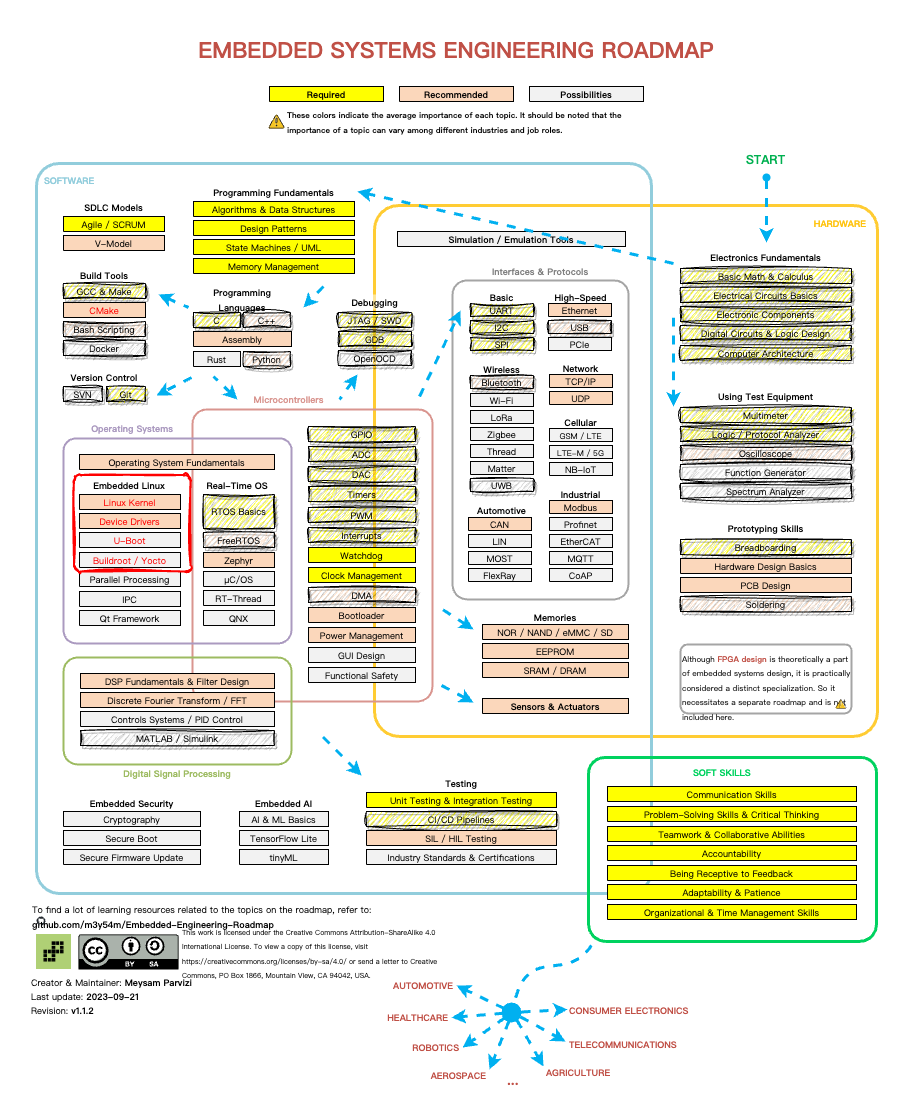 EMBEDDED SYSTEMS ENGINEERING ROADMAP
Required
Recommended
Possibilities
These colors indicate the average importance of each topic. It should be noted that the
importance of a topic can vary among different industries and job roles.
START
SOFTWARE
SDLC Models
Agile / SCRUM
V-Model
Programming Fundamentals
Algorithms & Data Structures
Design Patterns
State Machines / UML
Memory Management
Build Tools
GCC & Make
CMake
Bash Scripting
Docker
Programming
Languages
C
C++
Assembly
Rust
Python
Debugging
JTAG / SWD
GDB
OpenOCD
Version Control
SVN
Git
HARDWARE
Simulation / Emulation Tools
Interfaces & Protocols
Basic
UART
I2C
SPI
High-Speed
Ethernet
USB
PCIe
Wireless
Bluetooth
Wi-Fi
LoRa
Zigbee
Thread
Matter
UWB
Network
TCP/IP
UDP
Cellular
GSM / LTE
LTE-M / 5G
NB-IoT
Automotive
CAN
LIN
MOST
FlexRay
Industrial
Modbus
Profinet
EtherCAT
MQTT
CoAP
Electronics Fundamentals
Basic Math & Calculus
Electrical Circuits Basics
Electronic Components
Digital Circuits & Logic Design
Computer Architecture
Using Test Equipment
Multimeter
Logic / Protocol Analyzer
Oscilloscope
Function Generator
Spectrum Analyzer
Prototyping Skills
Breadboarding
Hardware Design Basics
PCB Design
Soldering
Although FPGA design is theoretically a part
of embedded systems design, it is practically
considered a distinct specialization. So it
necessitates a separate roadmap and is not
included here.
Microcontrollers
GPIO
ADC
DAC
Timers
PWM
Interrupts
Watchdog
Clock Management
DMA
Bootloader
Power Management
GUI Design
Functional Safety
Operating Systems
Operating System Fundamentals
Embedded Linux
Linux Kernel
Device Drivers
U-Boot
Buildroot / Yocto
Parallel Processing
IPC
Qt Framework
Real-Time OS
RTOS Basics
FreeRTOS
Zephyr
µC/OS
RT-Thread
QNX
Memories
NOR / NAND / eMMC / SD
EEPROM
SRAM / DRAM
Sensors & Actuators
DSP Fundamentals & Filter Design
Discrete Fourier Transform / FFT
Controls Systems / PID Control
MATLAB / Simulink
Digital Signal Processing
Embedded Security
Cryptography
Secure Boot
Secure Firmware Update
Embedded AI
AI & ML Basics
TensorFlow Lite
tinyML
Testing
Unit Testing & Integration Testing
CI/CD Pipelines
SIL / HIL Testing
Industry Standards & Certifications
SOFT SKILLS
Communication Skills
Problem-Solving Skills & Critical Thinking
Teamwork & Collaborative Abilities
Accountability
Being Receptive to Feedback
Adaptability & Patience
Organizational & Time Management Skills
To find a lot of learning resources related to the topics on the roadmap, refer to:
github.com/m3y54m/Embedded-Engineering-Roadmap
cc
BY SA
This work is licensed under the Creative Commons Attribution-ShareAlike 4.0
International License. To view a copy of this license, visit
https://creativecommons.org/licenses/by-sa/4.0/ or send a letter to Creative
Commons, PO Box 1866, Mountain View, CA 94042, USA.
Creator & Maintainer: Meysam Parvizi
Last update: 2023-09-21
Revision: v1.1.2
AUTOMOTIVE
HEALTHCARE
ROBOTICS
AEROSPACE
...
AGRICULTURE
TELECOMMUNICATIONS
CONSUMER ELECTRONICS